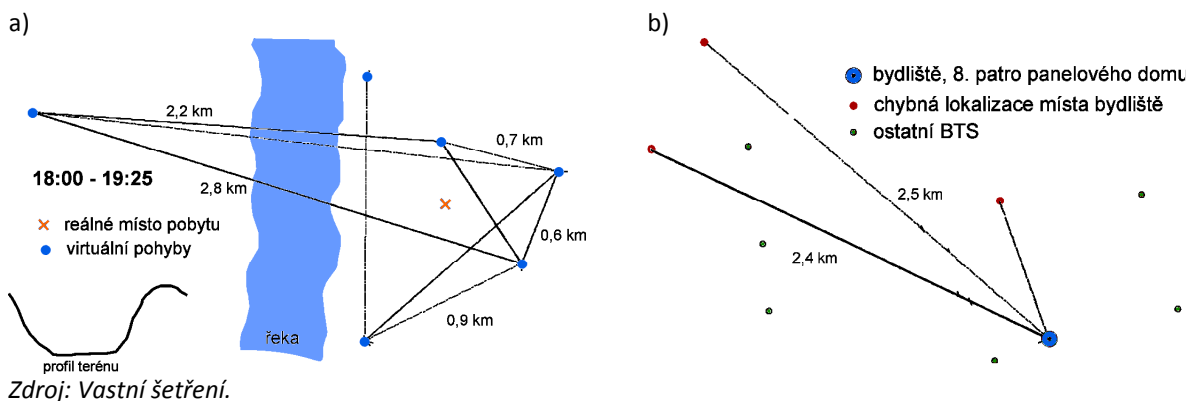 a)
2,2 km
0,7 km
18:00 - 19:25
2,8 km
reálné místo pobytu
virtuální pohyby
0,6 km
0,9 km
řeka
profil terénu
b)
bydliště, 8. patro panelového domu
chybná lokalizace místa bydliště
ostatní BTS
2,5 km
2,4 km
Zdroj: Vastní šetření.